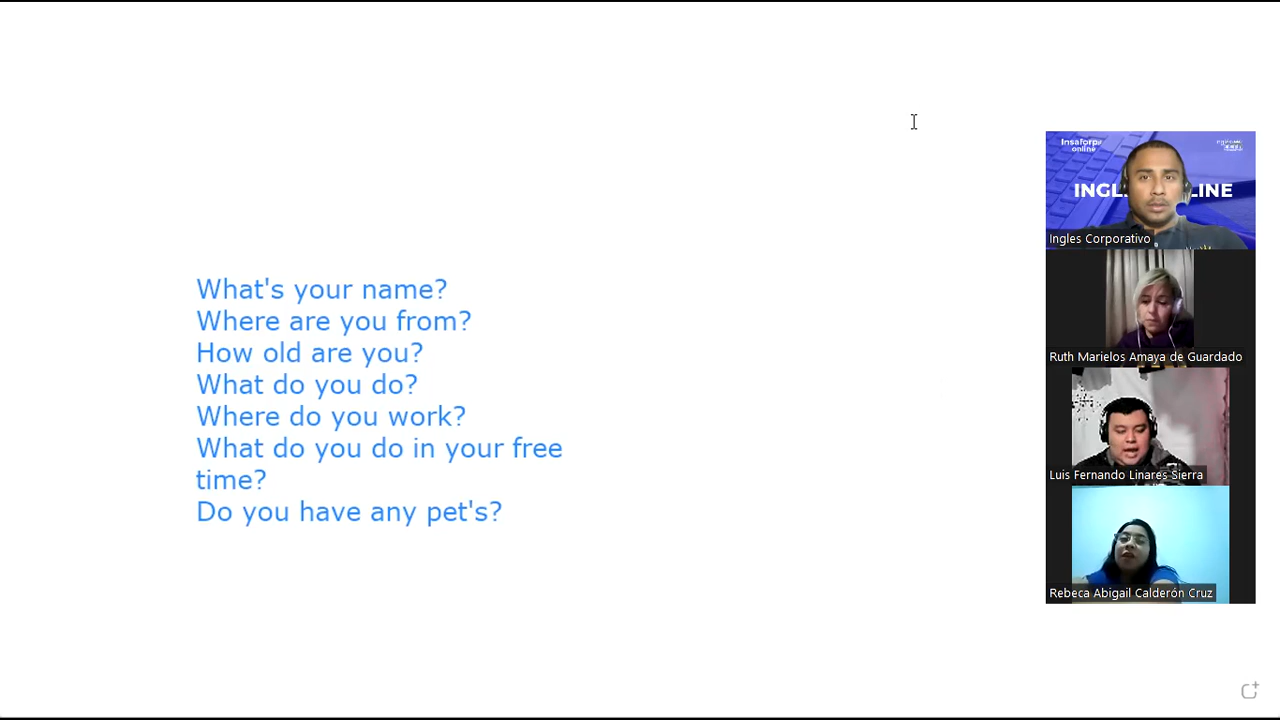 What's your name?
Where are you from?
How old are you?
What do you do?
Where do you work?
What do you do in your free
time?
Do you have any pet's?
Insaforp
online
INGL LINE
Ingles Corporativo
Ruth Marielos Amaya de Guardado
Luis Fernando Linares Sierra
Rebeca Abigail Calderón Cruz